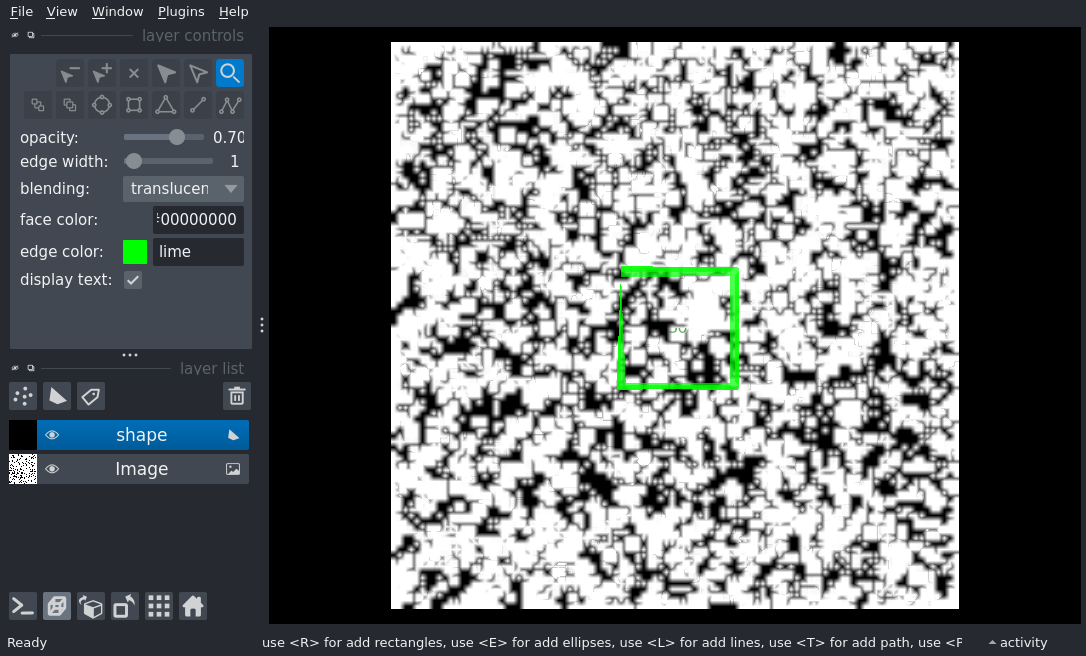 File View Window Plugins Help
layer controls
opacity: 0.70
edge width: 1
blending: translucen
face color: 00000000
edge color: lime
display text:
layer list
shape
Image
Ready
use <R> for add rectangles, use <E> for add ellipses, use <L> for add lines, use <T> for add path, use <P
activity